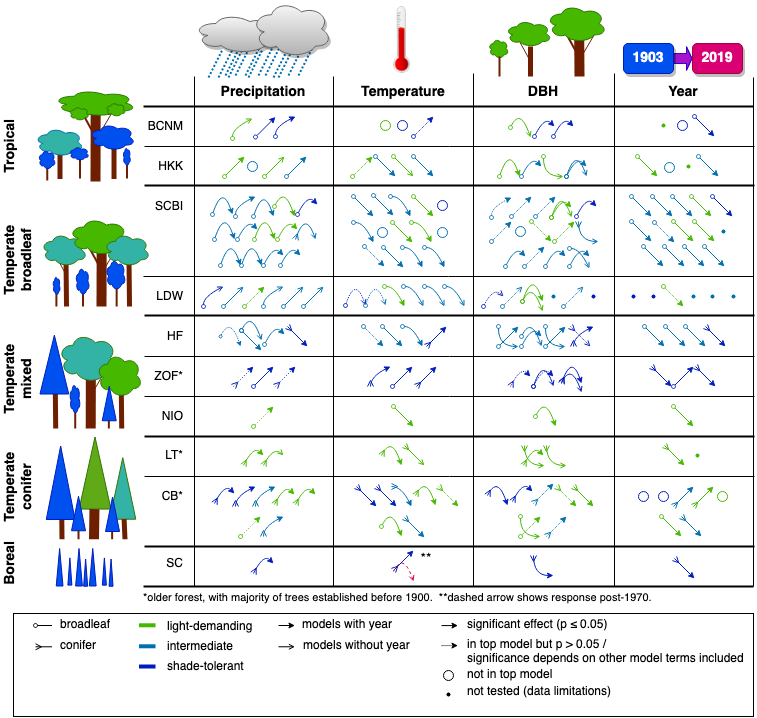 1903 2019
Precipitation Temperature DBH Year
Tropical
BCNM
HKK
Temperate
broadleaf
SCBI
LDW
Temperate
mixed
HF
ZOF*
NIO
Temperate
conifer
LT*
CB*
Boreal
SC
**
*older forest, with majority of trees established before 1900. **dashed arrow shows response post-1970.
broadleaf light-demanding models with year significant effect (p ≤ 0.05)
conifer intermediate models without year in top model but p > 0.05 /
significance depends on other model terms included
shade-tolerant not in top model
not tested (data limitations)